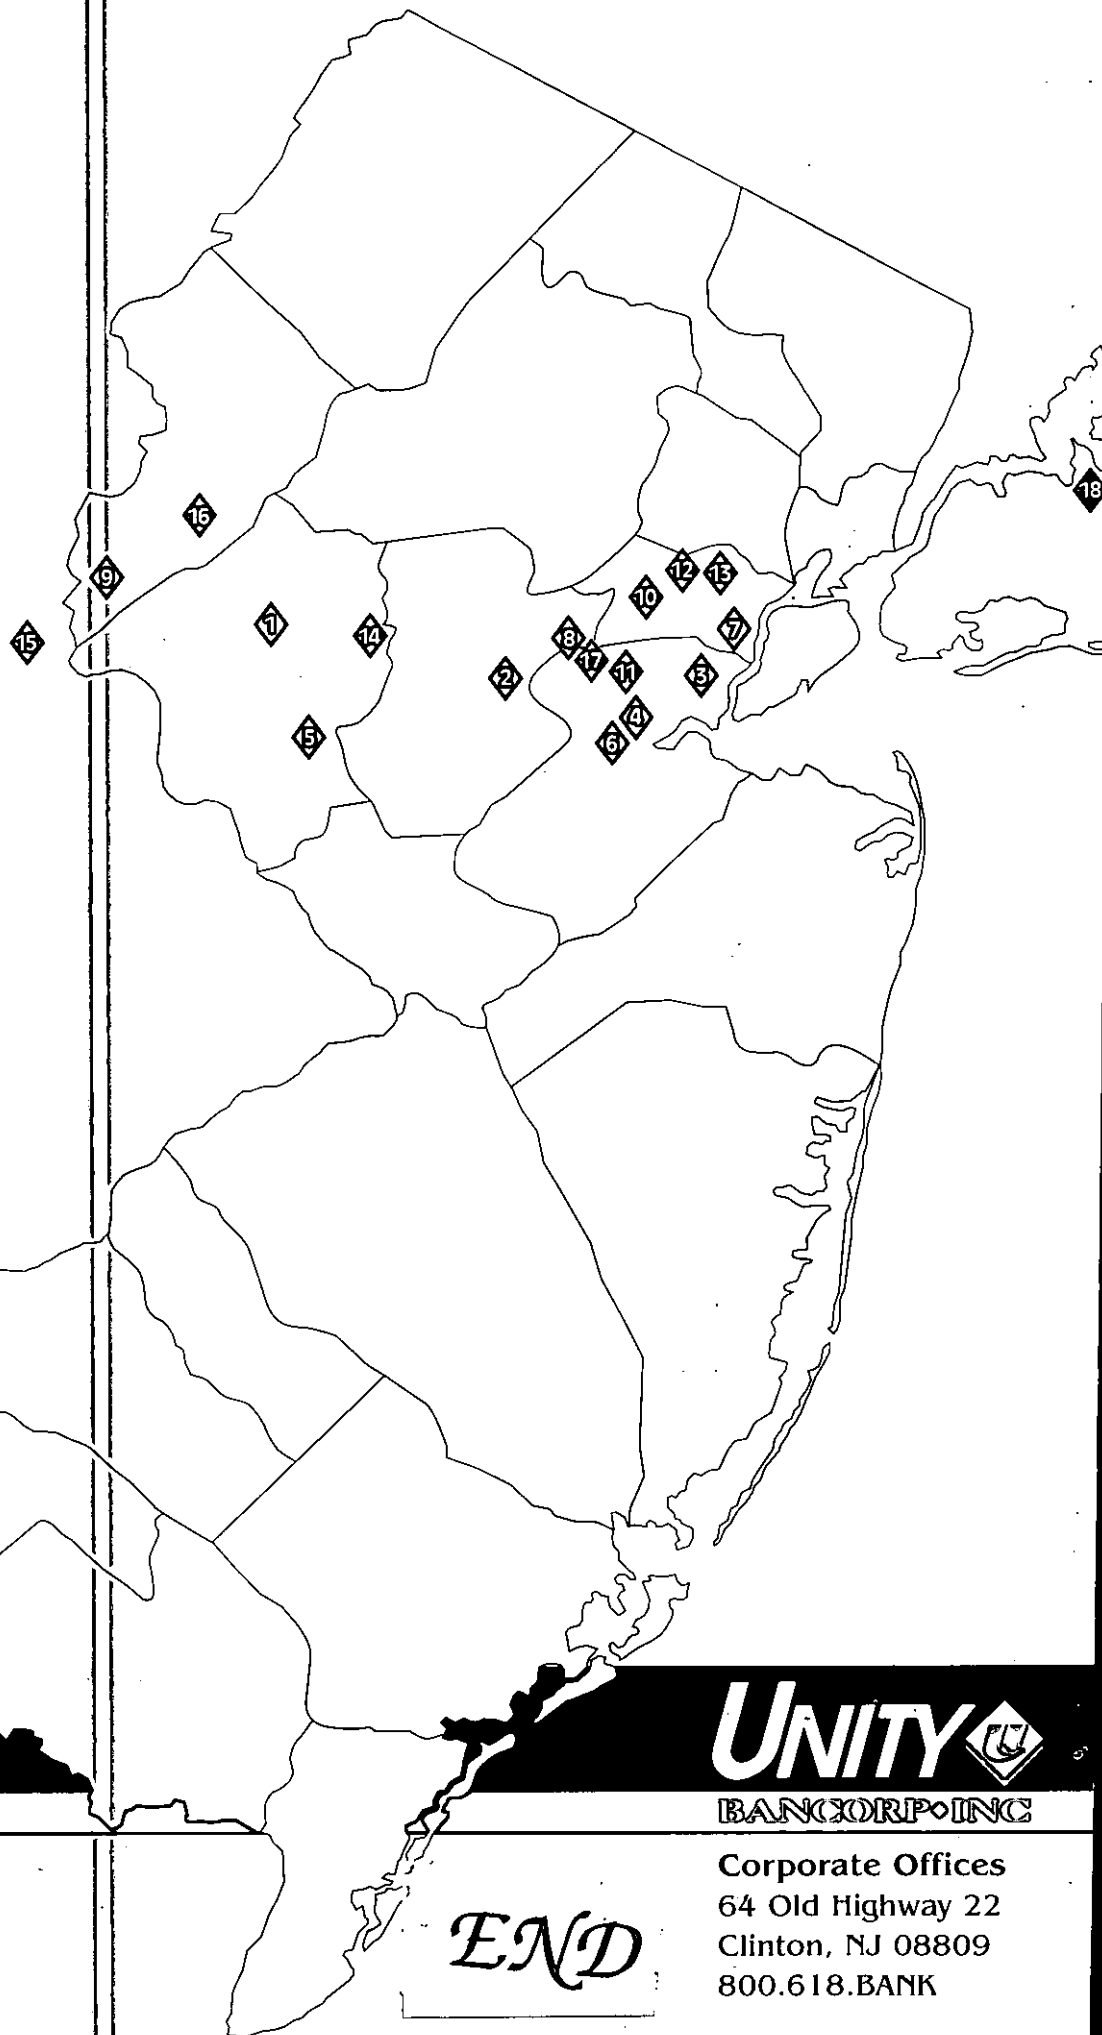 18
16
12
13
9
10
1
7
14
8
15
17
11
3
2
4
5
6
UNITY
BANCORP◇INC
Corporate Offices
64 Old Highway 22
Clinton, NJ 08809
800.618.BANK
END